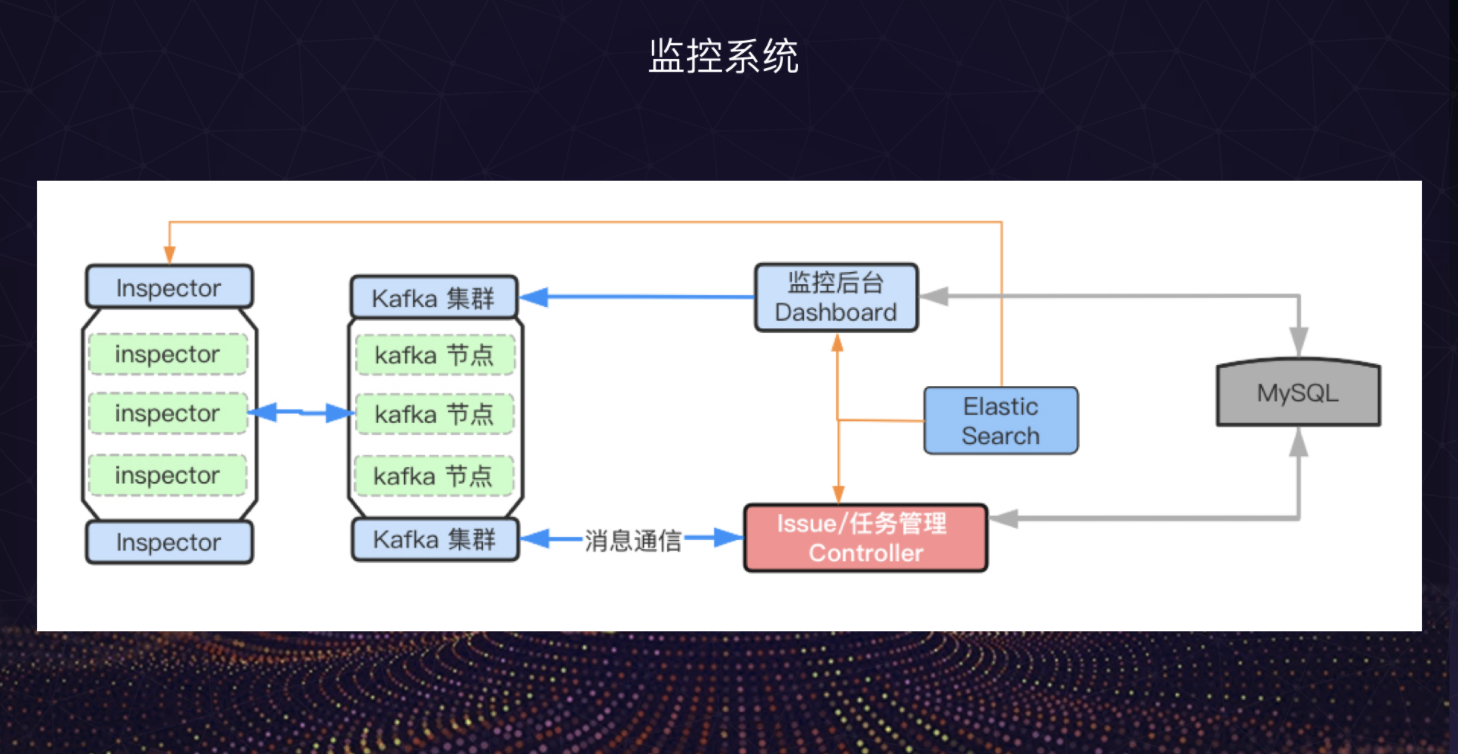 监控系统
Inspector
inspector
inspector
inspector
Inspector
Kafka 集群
kafka 节点
kafka 节点
kafka 节点
Kafka 集群
消息通信
监控后台
Dashboard
Elastic
Search
Issue/任务管理
Controller
MySQL